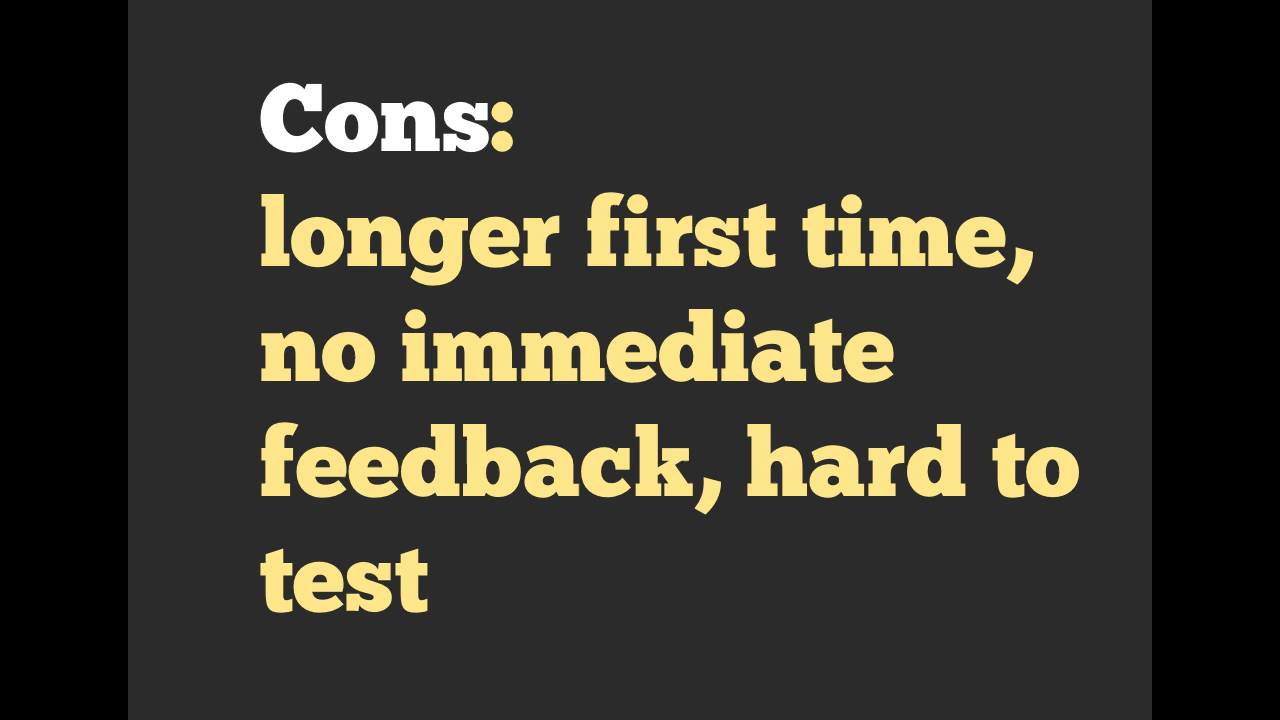 Cons:
longer first time,
no immediate
feedback, hard to
test